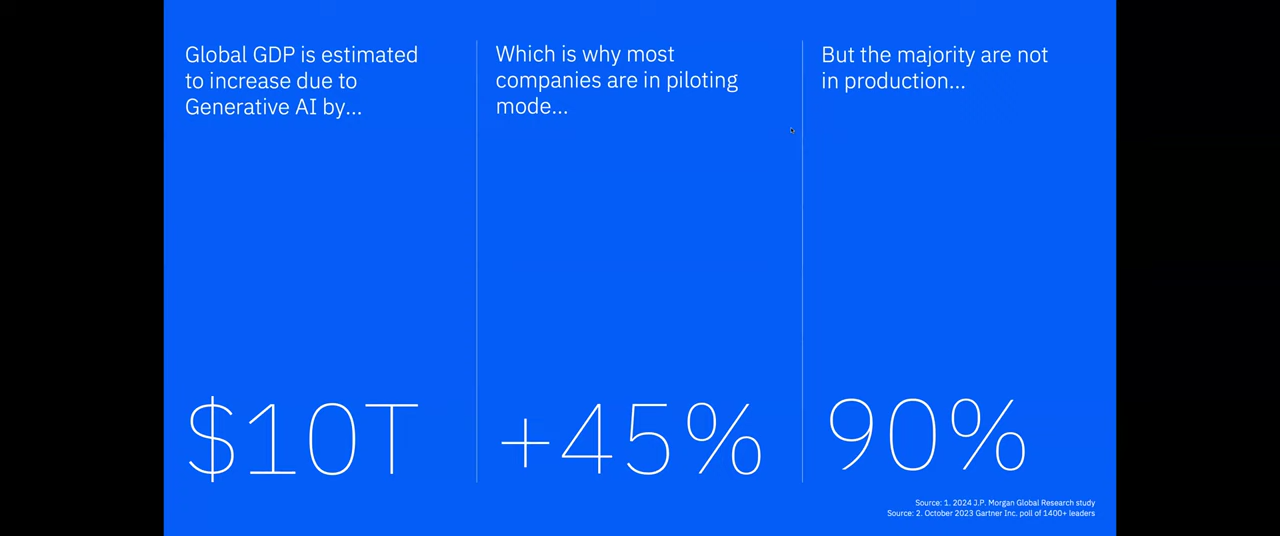 Global GDP is estimated
to increase due to
Generative AI by...
$10T
Which is why most
companies are in piloting
mode...
+45%
But the majority are not
in production...
90%
Source: 1. 2024 J.P. Morgan Global Research study
Source: 2. October 2023 Gartner Inc. poll of 1400+ leaders